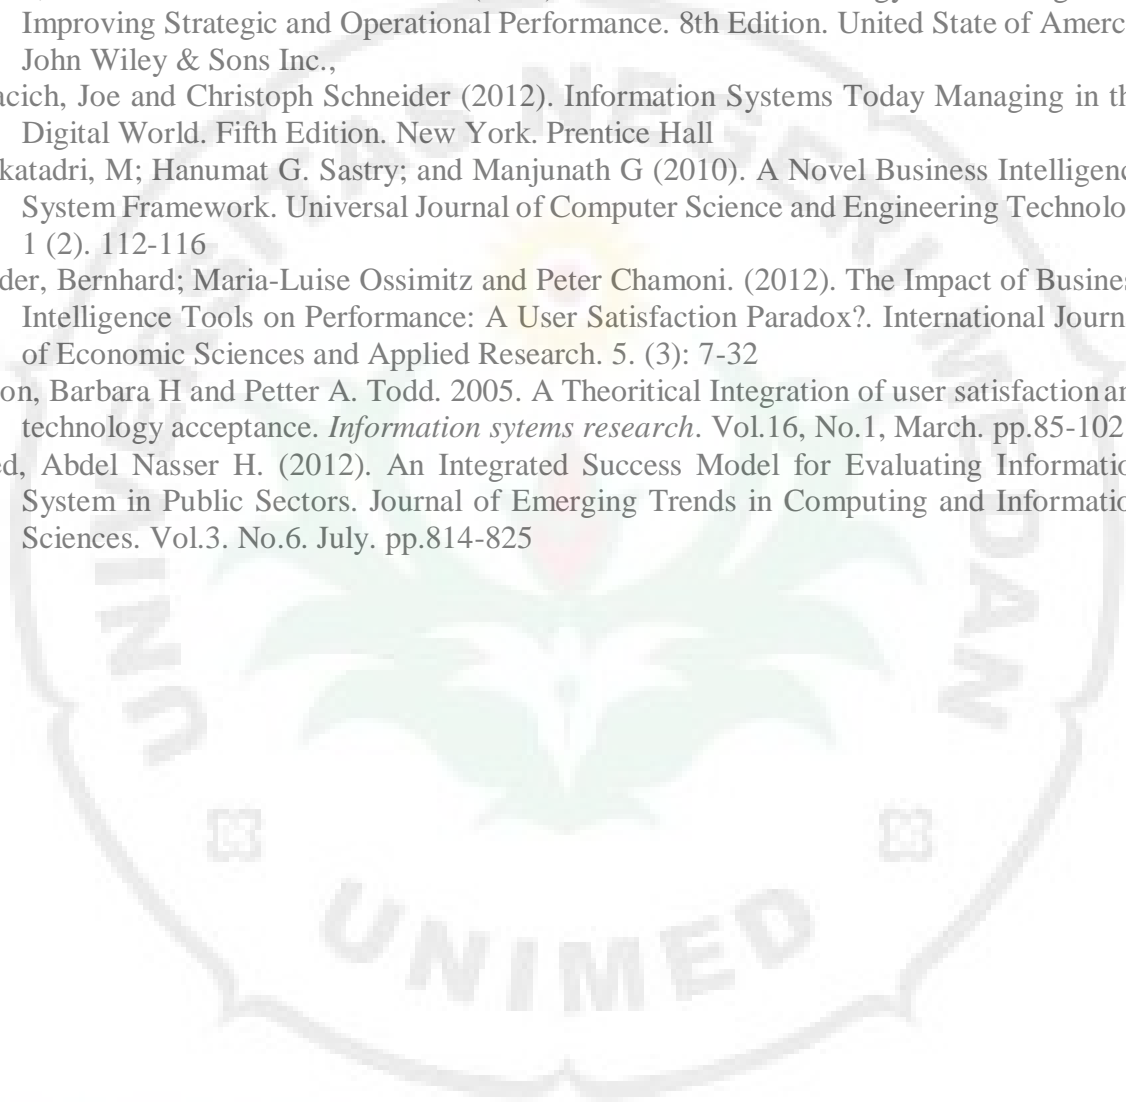 Improving Strategic and Operational Performance. 8th Edition. United State of Amerc
John Wiley & Sons Inc.,
acich, Joe and Christoph Schneider (2012). Information Systems Today Managing in th
Digital World. Fifth Edition. New York. Prentice Hall
katadri, M; Hanumat G. Sastry; and Manjunath G (2010). A Novel Business Intelligenc
System Framework. Universal Journal of Computer Science and Engineering Technolo
1 (2). 112-116
der, Bernhard; Maria-Luise Ossimitz and Peter Chamoni. (2012). The Impact of Busines
Intelligence Tools on Performance: A User Satisfaction Paradox?. International Journ
of Economic Sciences and Applied Research. 5. (3): 7-32
on, Barbara H and Petter A. Todd. 2005. A Theoritical Integration of user satisfaction an
technology acceptance. Information sytems research. Vol.16, No.1, March. pp.85-102
ed, Abdel Nasser H. (2012). An Integrated Success Model for Evaluating Informatio
System in Public Sectors. Journal of Emerging Trends in Computing and Informatio
Sciences. Vol.3. No.6. July. pp.814-825
UNIVERSITAS NEGERI MEDAN
UNIMED